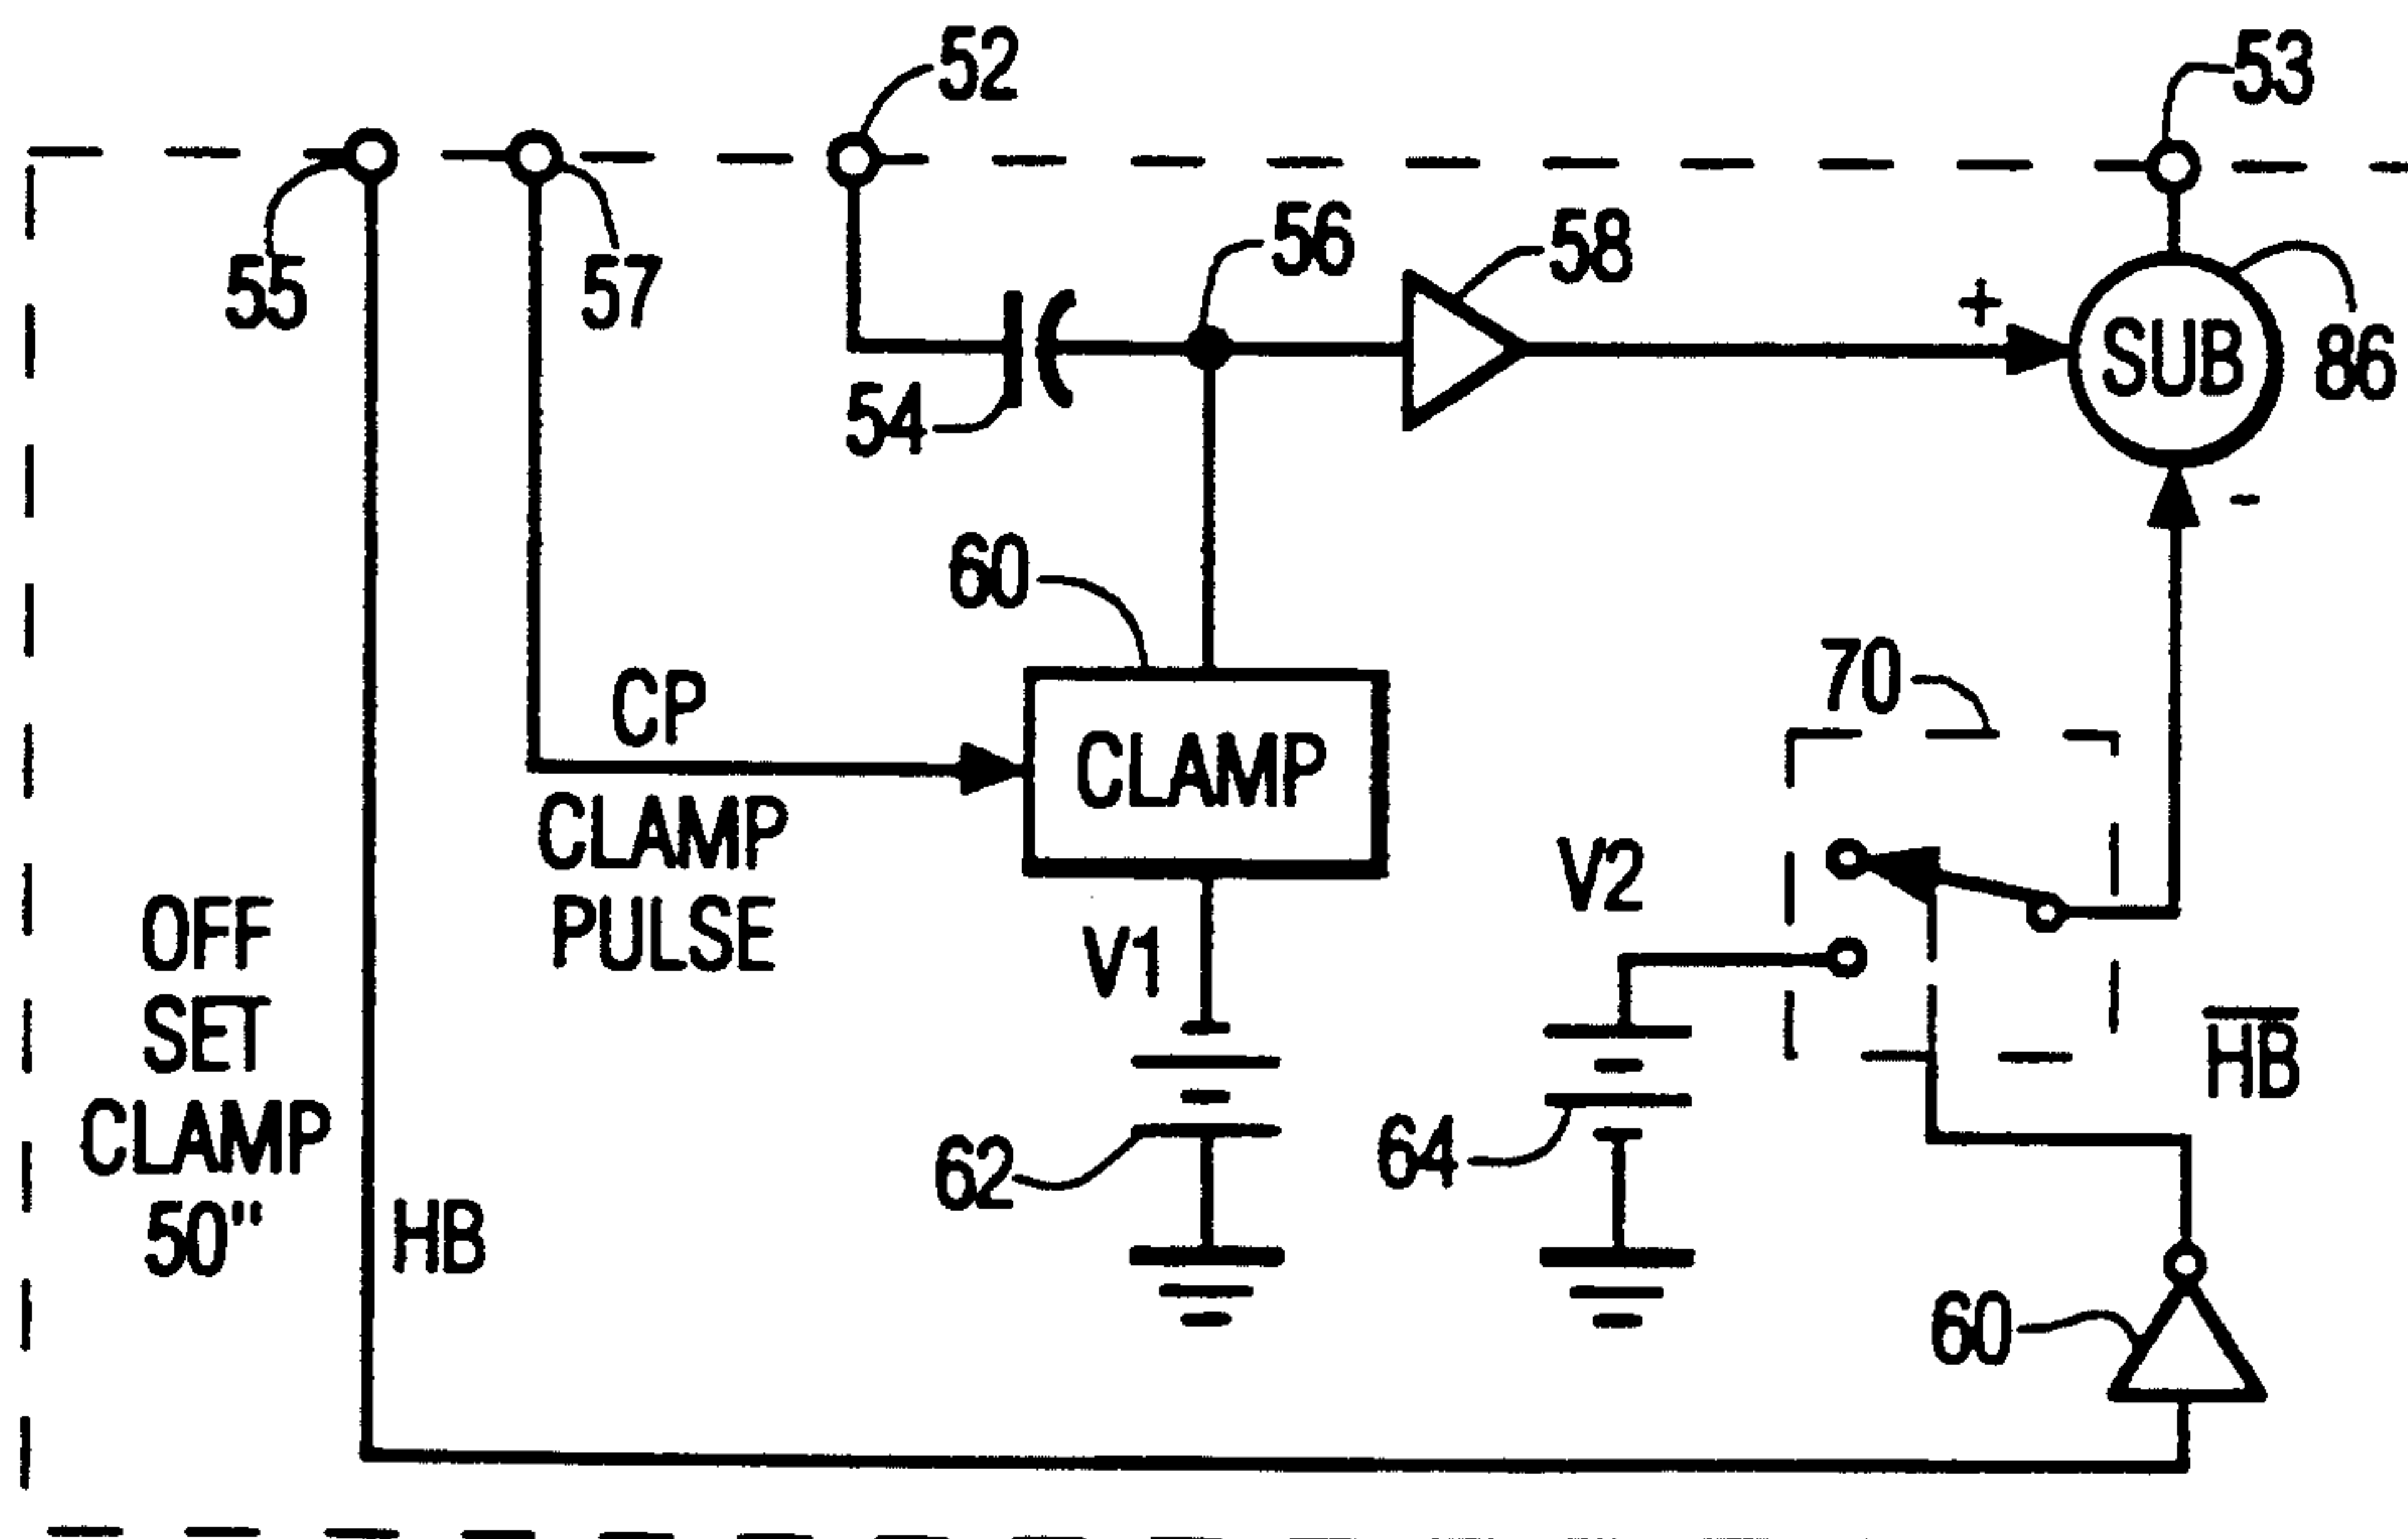 52
53
55
57
56
58
+
SUB
86
54
-
60
CP
CLAMP
PULSE
CLAMP
70
V2
V1
OFF
SET
CLAMP
50"
HB
62
64
H̅B̅
60